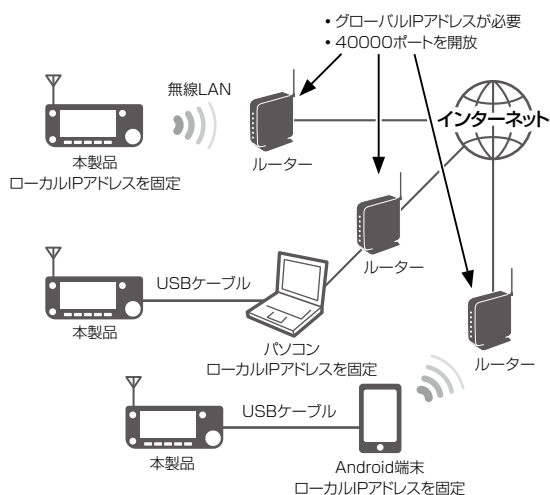 • グローバルIPアドレスが必要
• 40000ポートを開放
無線LAN
インターネット
本製品
ローカルIPアドレスを固定
ルーター
ルーター
USBケーブル
本製品
パソコン
ローカルIPアドレスを固定
ルーター
USBケーブル
本製品
Android端末
ローカルIPアドレスを固定